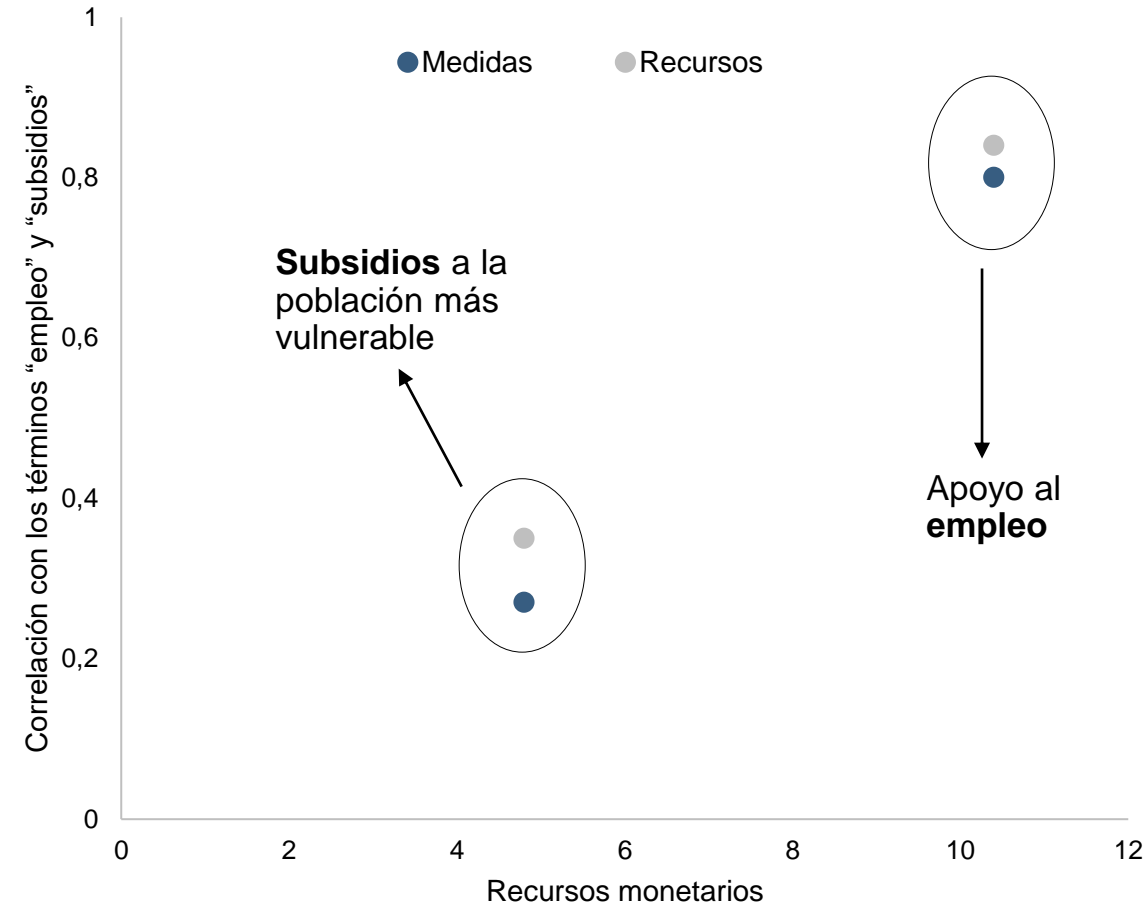 Correlación con los términos “empleo” y “subsidios”
1
0,8
0,6
0,4
0,2
0
Medidas
Recursos
Subsidios a la
población más
vulnerable
Apoyo al
empleo
0
2
4
6
8
10
12
Recursos monetarios